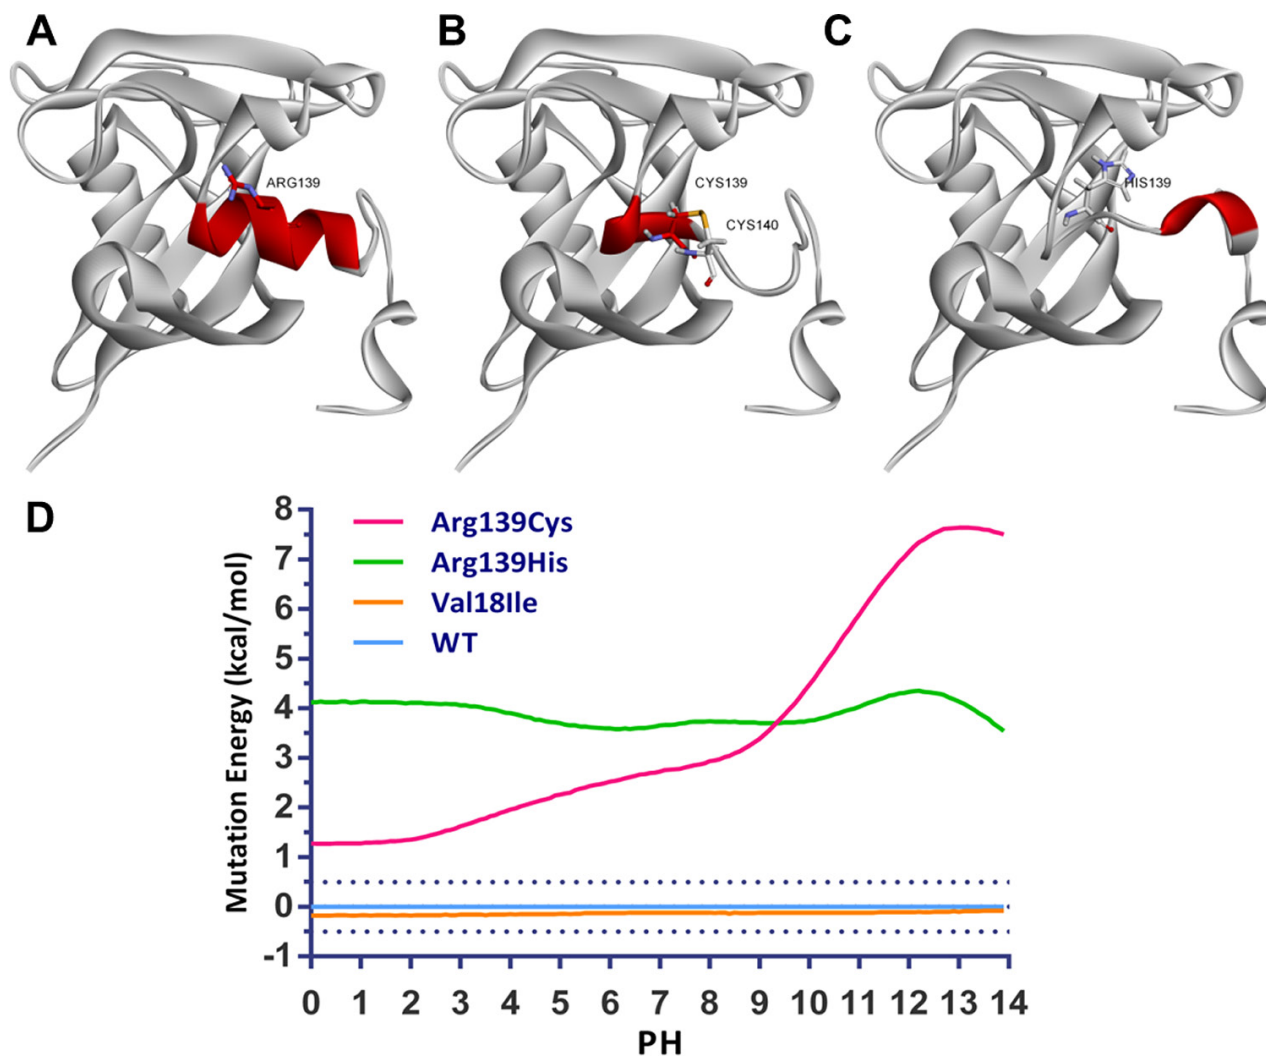 A
B
C
ARG139
CYS139
CYS140
HIS139
D
Mutation Energy (kcal/mol)
8
7
6
5
4
3
2
1
0
-1
Arg139Cys
Arg139His
Val18Ile
WT
0 1 2 3 4 5 6 7 8 9 10 11 12 13 14
PH